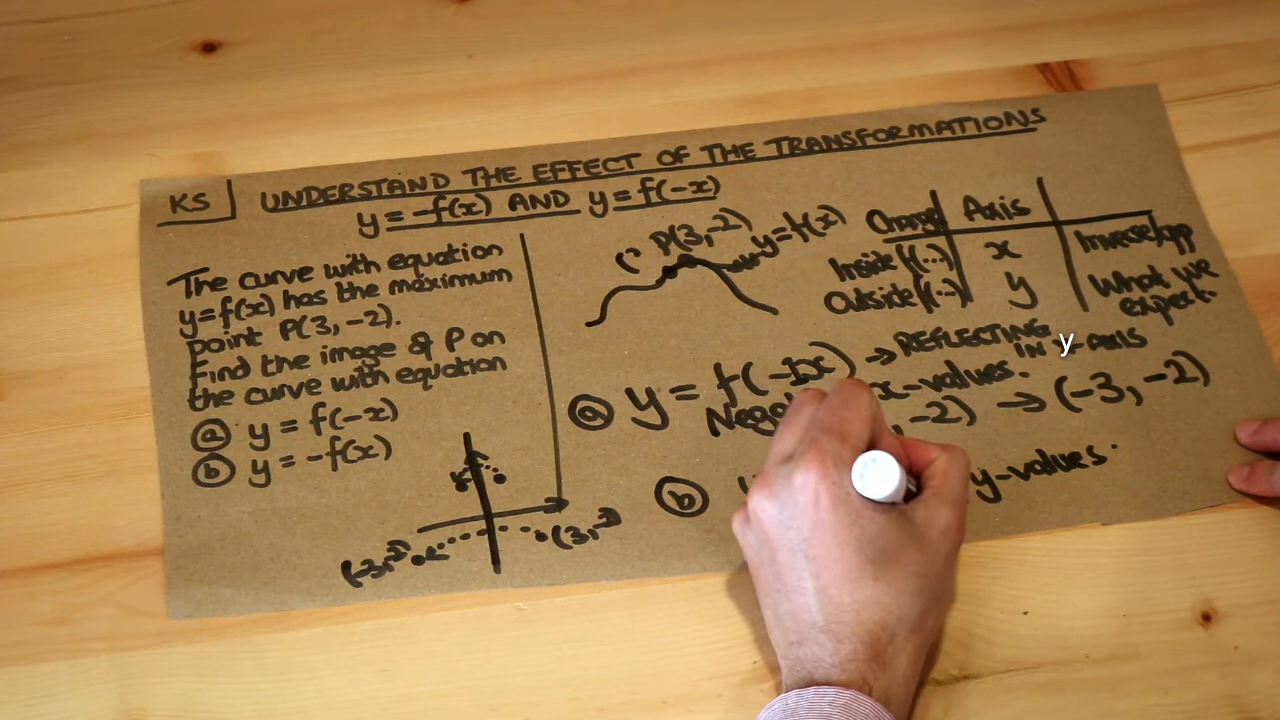 KS
UNDERSTAND THE EFFECT OF THE TRANSFORMATIONS
y=-f(x) AND y=f(-x)
The curve with equation
y=f(x) has the maximum
point P(3,-2).
Find the image of P on
the curve with equation
(a) y = f(-x)
(b) y = -f(x)
(3,-2)
(-3,-2)
P(3,-2)
y=f(x)
Change Axis
Inside (...) x Inverse/opp
Outside (...) y What we
expect.
(a) y = f(-1x) → REFLECTING
IN y-AXIS
x-values.
,-2) → (-3,-2)
(b) y-values.